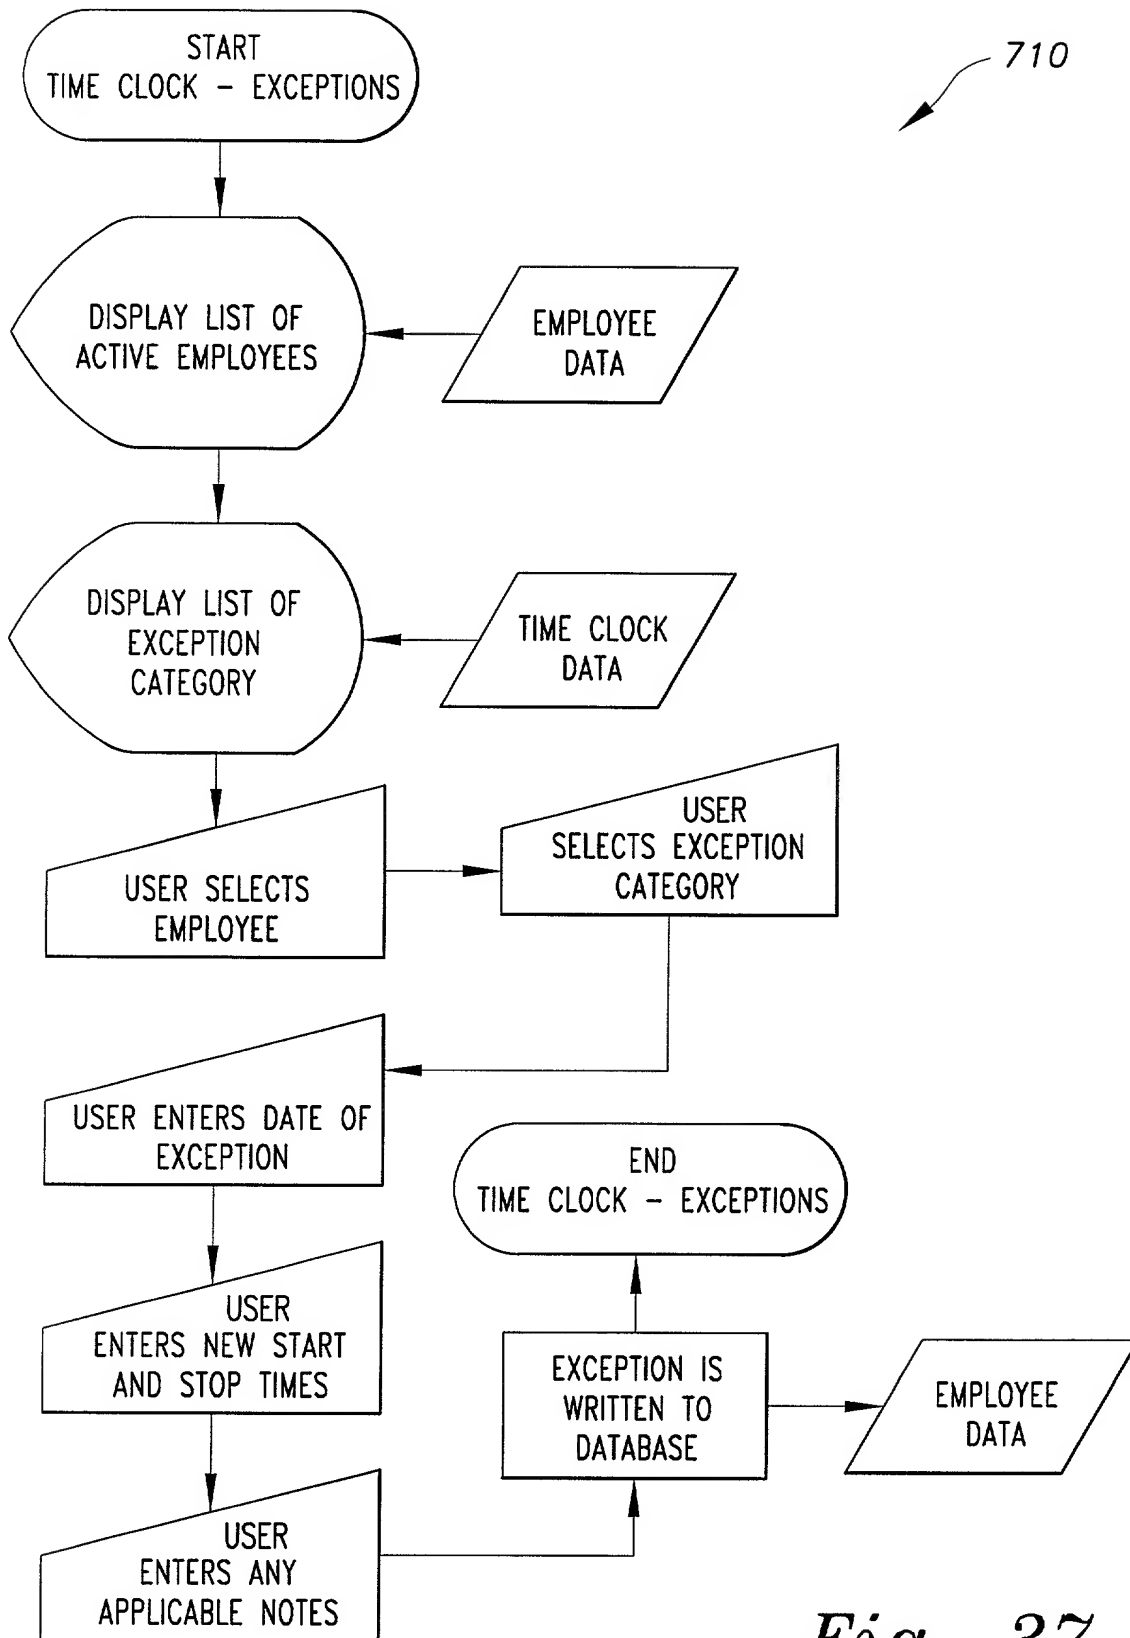 START
TIME CLOCK – EXCEPTIONS
710
DISPLAY LIST OF
ACTIVE EMPLOYEES
EMPLOYEE
DATA
DISPLAY LIST OF
EXCEPTION
CATEGORY
TIME CLOCK
DATA
USER SELECTS
EMPLOYEE
USER
SELECTS EXCEPTION
CATEGORY
USER ENTERS DATE OF
EXCEPTION
USER
ENTERS NEW START
AND STOP TIMES
USER
ENTERS ANY
APPLICABLE NOTES
EXCEPTION IS
WRITTEN TO
DATABASE
EMPLOYEE
DATA
END
TIME CLOCK – EXCEPTIONS
Fig. 37